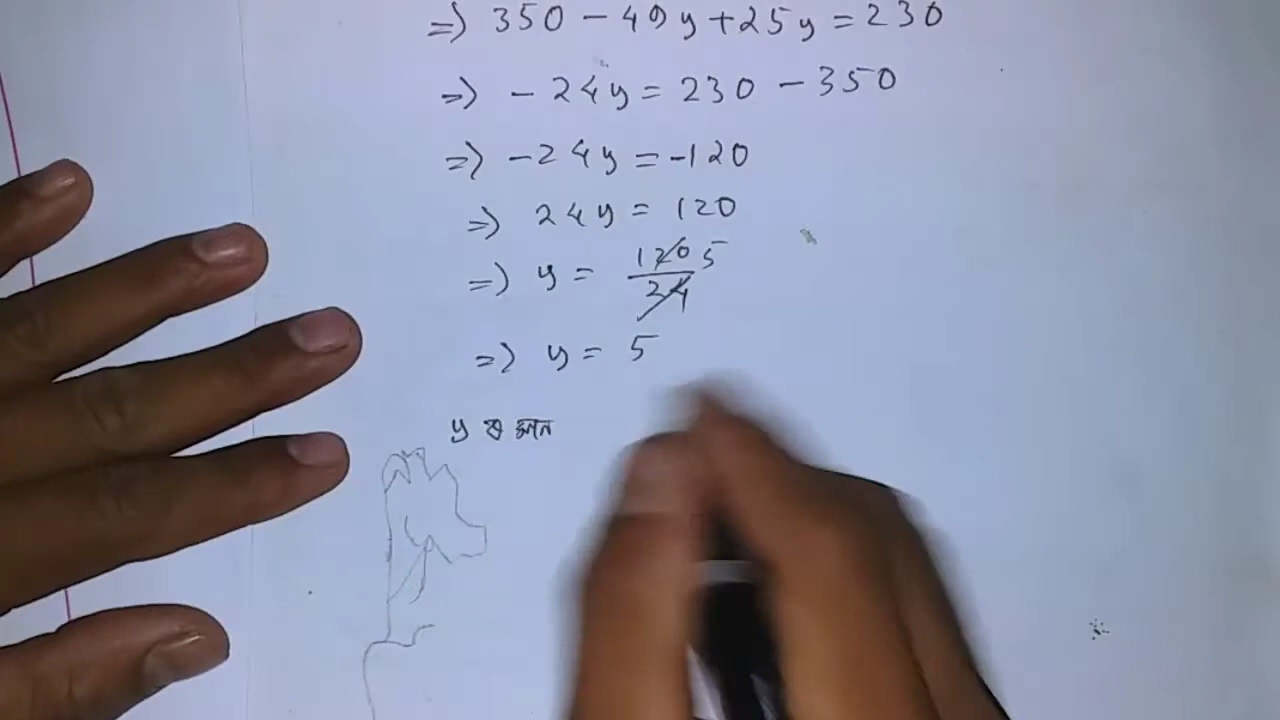 => 350 - 49y + 25y = 230
=> - 24y = 230 - 350
=> - 24y = -120
=> 24y = 120
=> y = 120/24 5
=> y = 5
y এর মান